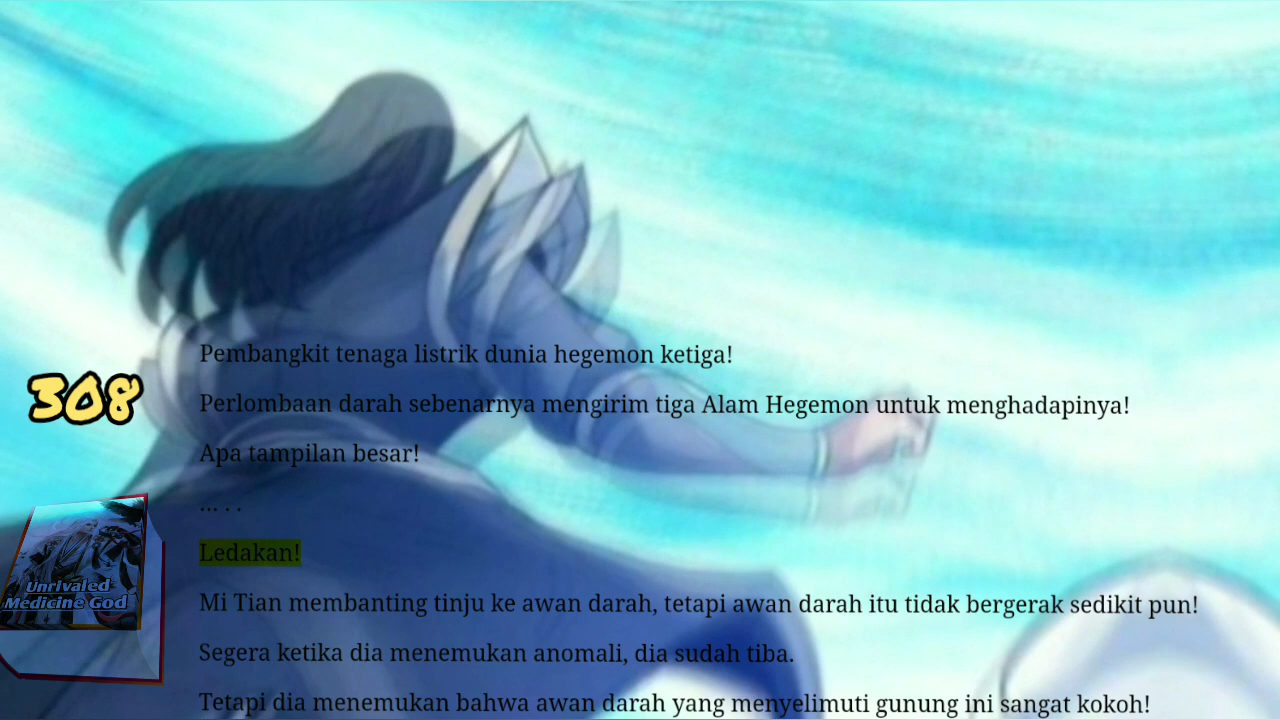 Pembangkit tenaga listrik dunia hegemon ketiga!
Perlombaan darah sebenarnya mengirim tiga Alam Hegemon untuk menghadapinya!
308
Apa tampilan besar!
... . .
Ledakan!
Unrivaled
Medicine God
Mi Tian membanting tinju ke awan darah, tetapi awan darah itu tidak bergerak sedikit pun!
Segera ketika dia menemukan anomali, dia sudah tiba.
Tetapi dia menemukan bahwa awan darah yang menyelimuti gunung ini sangat kokoh!